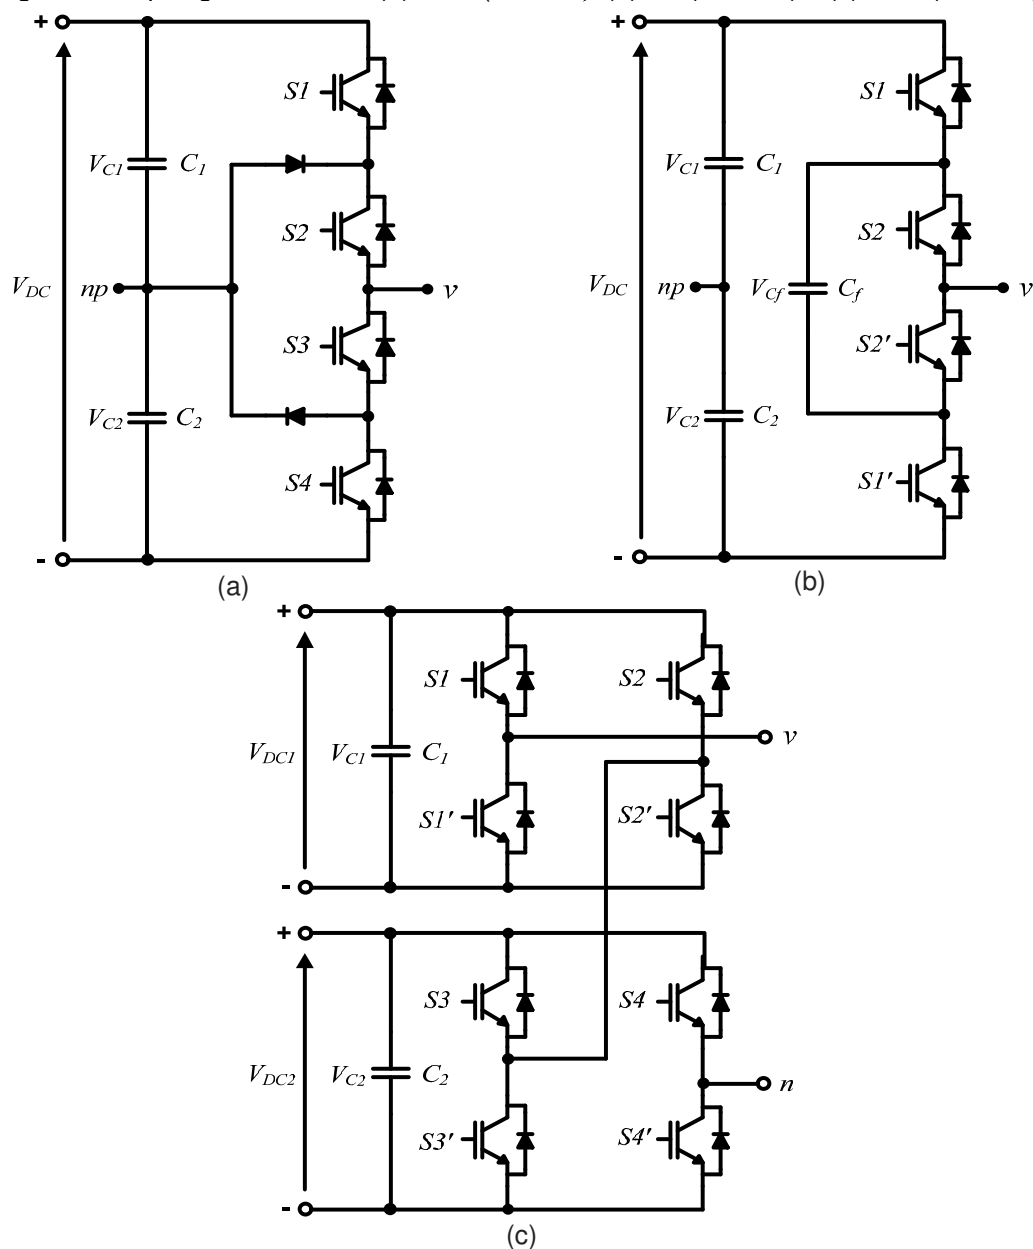 +
S1
V_C1 C_1
S2
V_DC np v
S3
V_C2 C_2
S4
-
(a)
+
S1
V_C1 C_1
S2
V_DC np V_Cf C_f v
S2'
V_C2 C_2
S1'
-
(b)
+
S1 S2
v
V_DC1 V_C1 C_1
S1' S2'
-
+
S3 S4
V_DC2 V_C2 C_2 n
S3' S4'
-
(c)